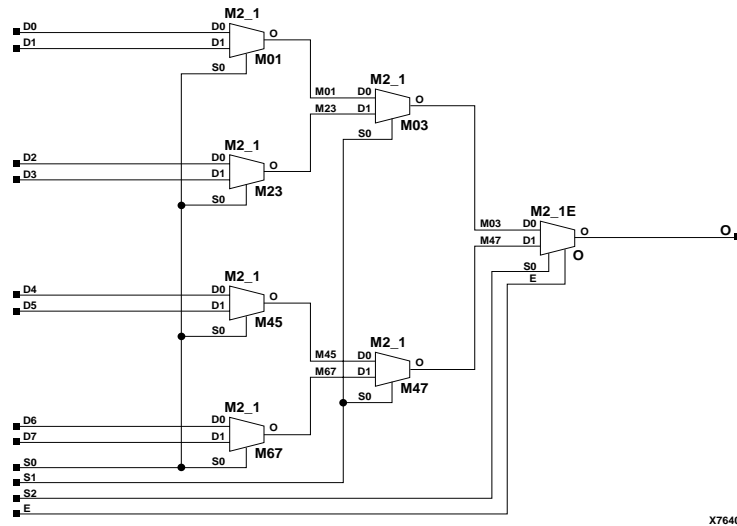 M2_1
D0 D0 O
D1 D1
M01
S0
M2_1
M01 D0 O
M23 D1
M03
S0
M2_1
D2 D0 O
D3 D1
M23
S0
M2_1E
M03 D0 O O
M47 D1
O
S0
E
M2_1
D4 D0 O
D5 D1
M45
S0
M2_1
M45 D0 O
M67 D1
M47
S0
M2_1
D6 D0 O
D7 D1
M67
S0 S0
S1
S2
E
X7640